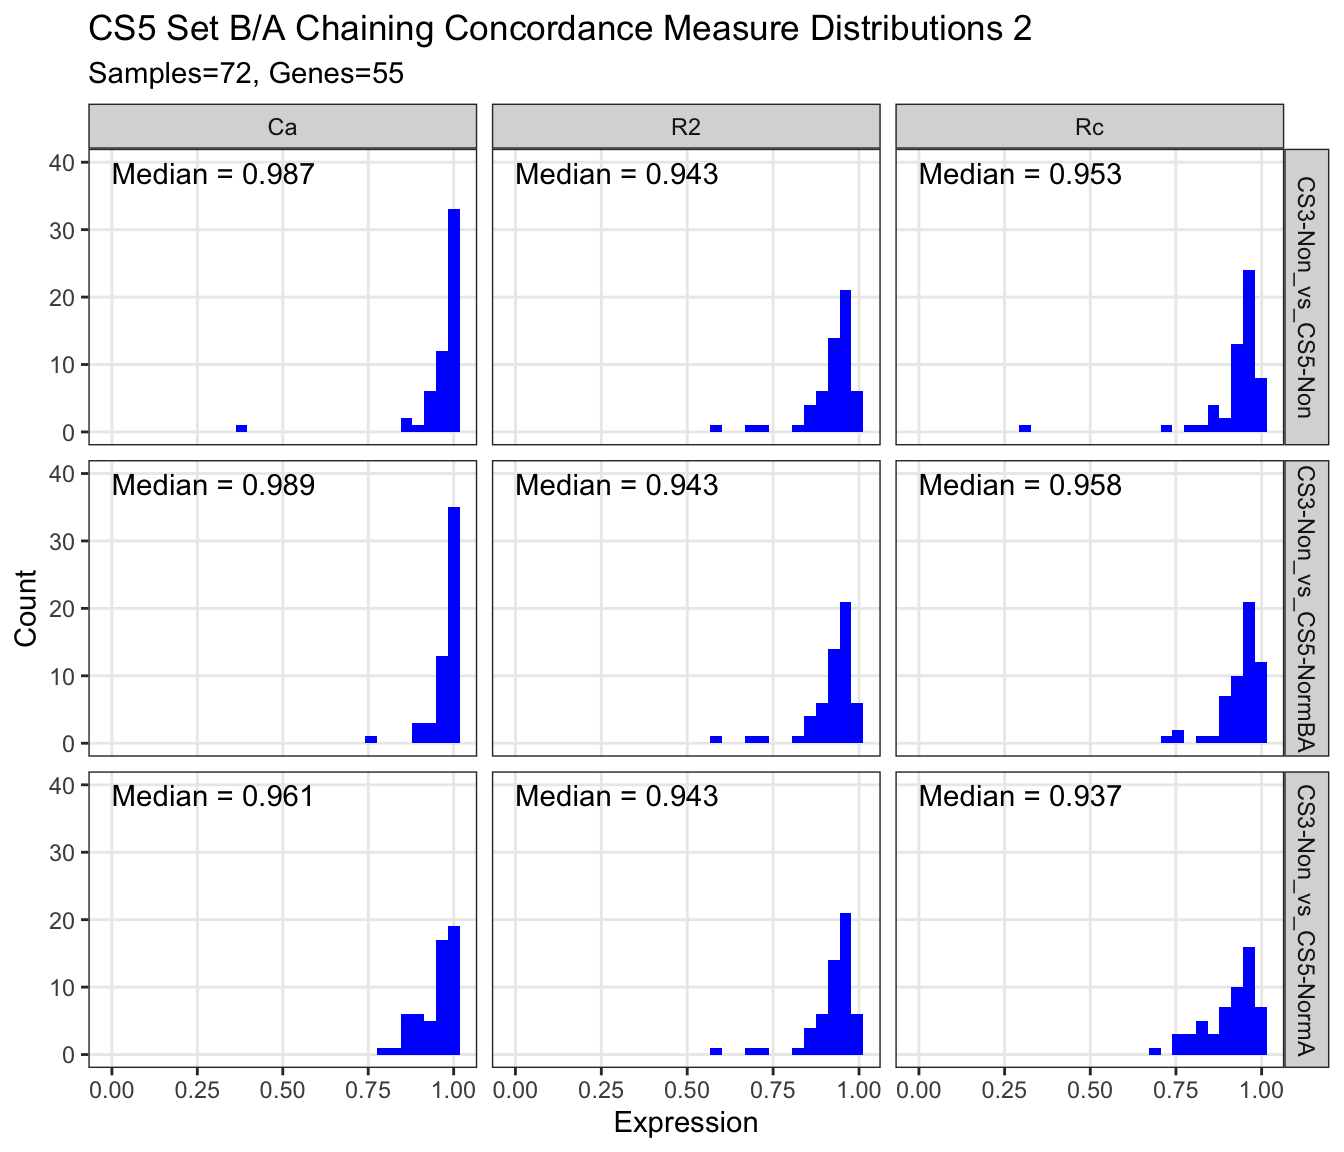 CS5 Set B/A Chaining Concordance Measure Distributions 2
Samples=72, Genes=55
Ca
R2
Rc
40
30
20
10
0
Median = 0.987
Median = 0.943
Median = 0.953
CS3-Non_vs_CS5-Non
40
30
20
10
0
Median = 0.989
Median = 0.943
Median = 0.958
CS3-Non_vs_CS5-NormBA
Count
40
30
20
10
0
Median = 0.961
Median = 0.943
Median = 0.937
CS3-Non_vs_CS5-NormA
0.00 0.25 0.50 0.75 1.00
0.00 0.25 0.50 0.75 1.00
0.00 0.25 0.50 0.75 1.00
Expression